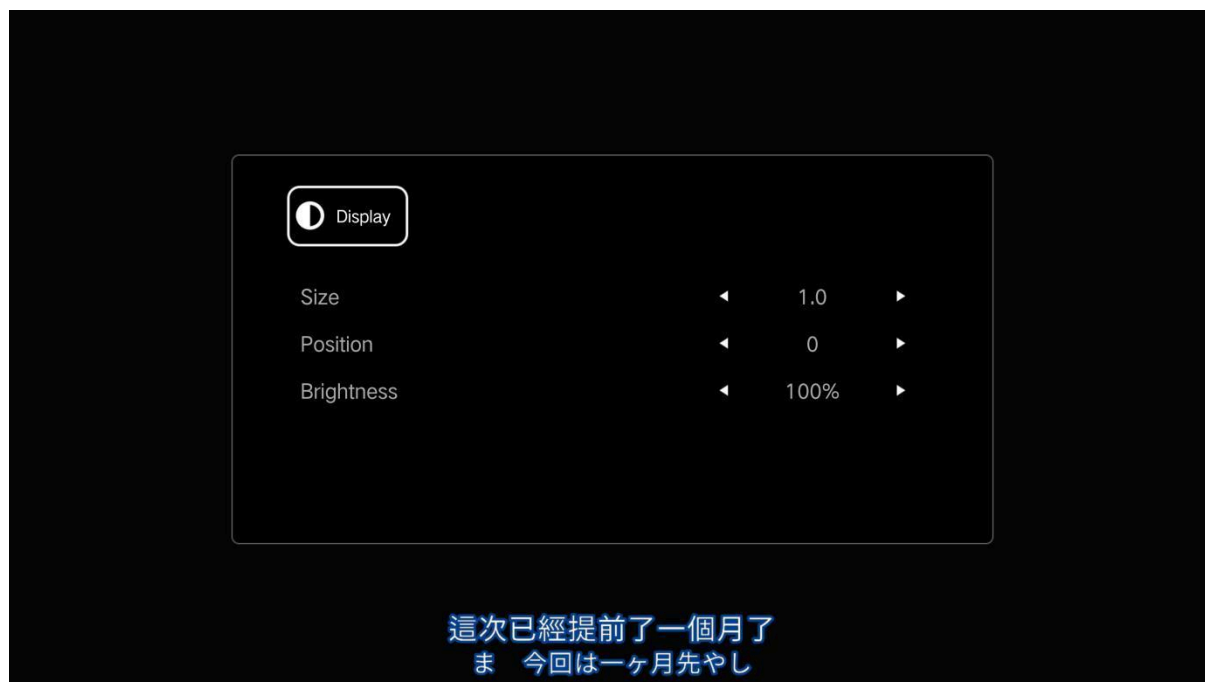 Display
Size ◀ 1.0 ▶
Position ◀ 0 ▶
Brightness ◀ 100% ▶
這次已經提前了一個月了
ま 今回は一ヶ月先やし